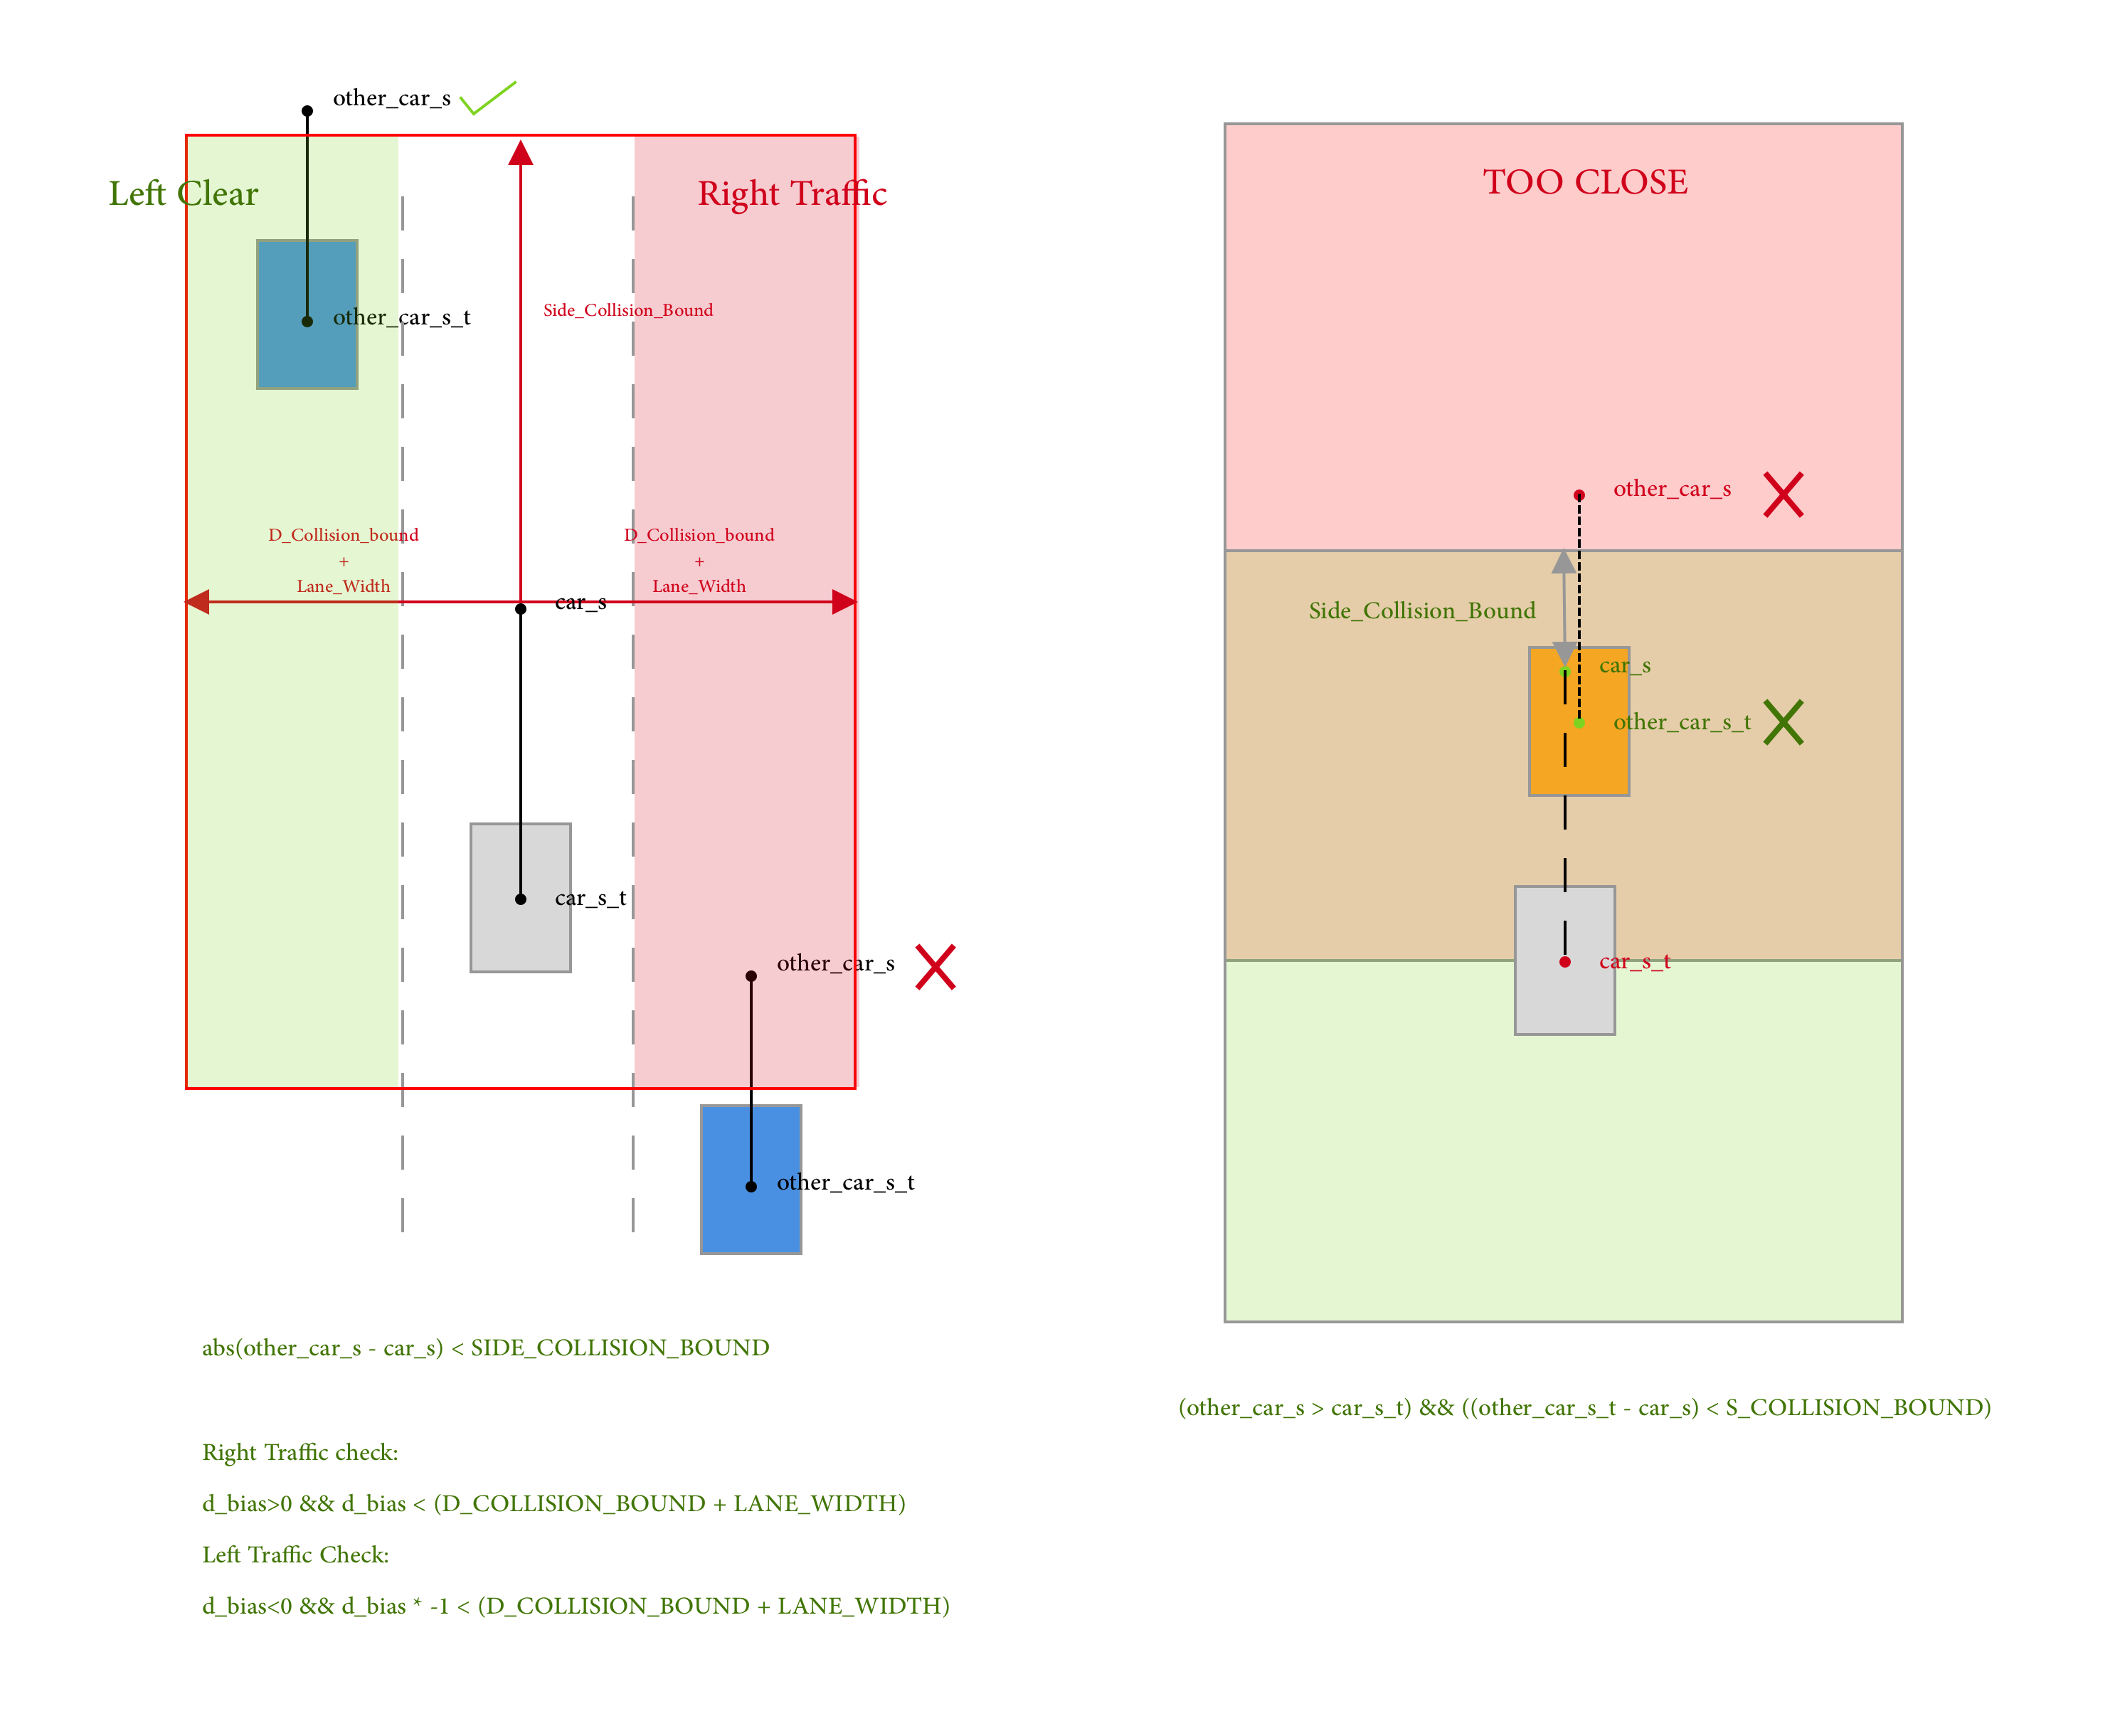 other_car_s
Left Clear
Right Traffic
Side_Collision_Bound
other_car_s_t
D_Collision_bound
+
Lane_Width
D_Collision_bound
+
Lane_Width
car_s
car_s_t
other_car_s
other_car_s_t
abs(other_car_s - car_s) < SIDE_COLLISION_BOUND
Right Traffic check:
d_bias>0 && d_bias < (D_COLLISION_BOUND + LANE_WIDTH)
Left Traffic Check:
d_bias<0 && d_bias * -1 < (D_COLLISION_BOUND + LANE_WIDTH)
TOO CLOSE
other_car_s
Side_Collision_Bound
car_s
other_car_s_t
car_s_t
(other_car_s > car_s_t) && ((other_car_s_t - car_s) < S_COLLISION_BOUND)